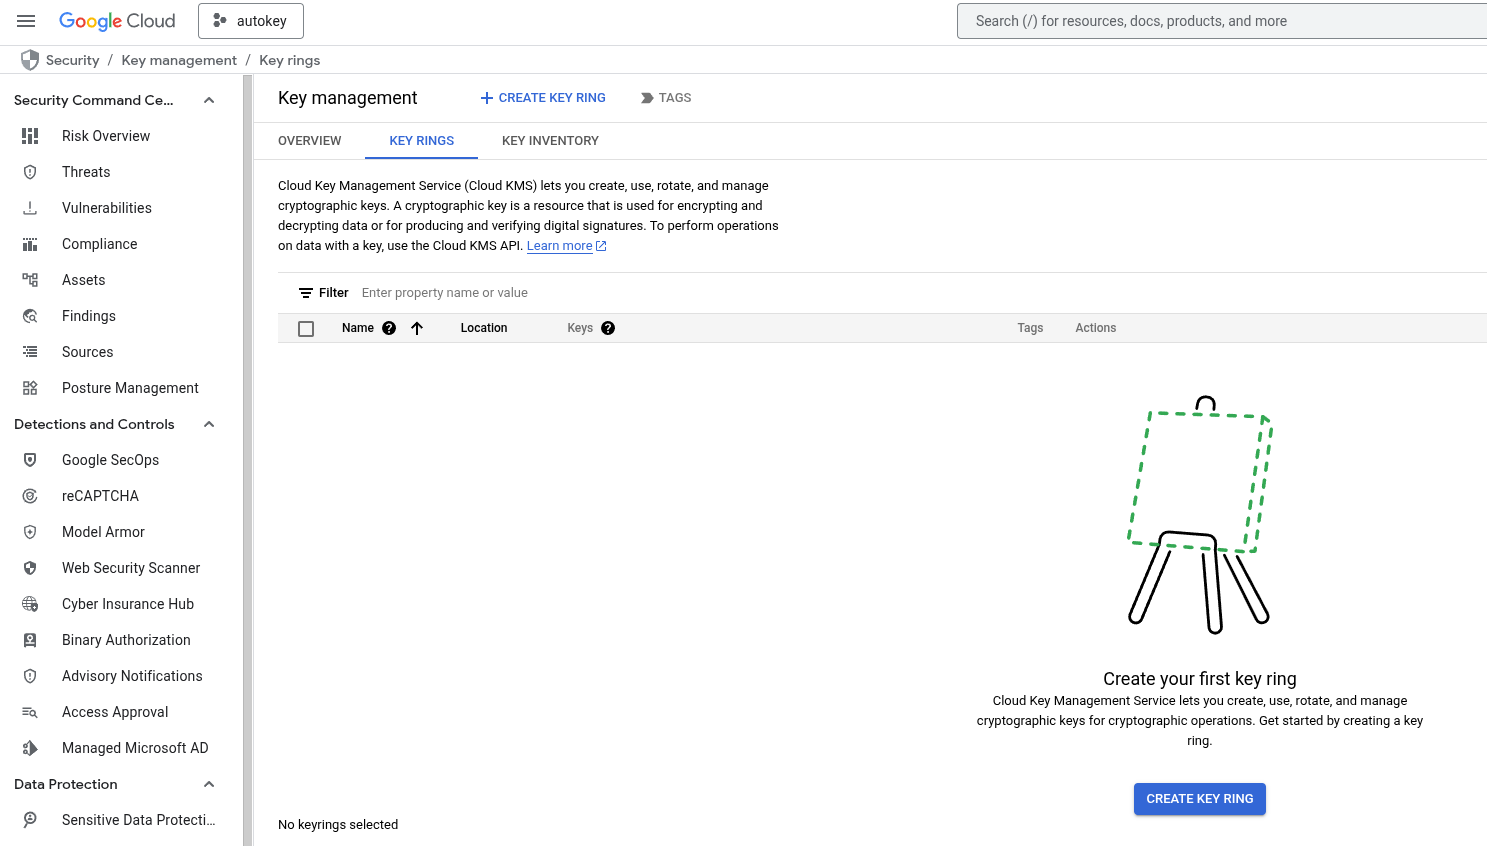 Google Cloud
autokey
Search (/) for resources, docs, products, and more
Security / Key management / Key rings
Security Command Ce...
Risk Overview
Threats
Vulnerabilities
Compliance
Assets
Findings
Sources
Posture Management
Detections and Controls
Google SecOps
reCAPTCHA
Model Armor
Web Security Scanner
Cyber Insurance Hub
Binary Authorization
Advisory Notifications
Access Approval
Managed Microsoft AD
Data Protection
Sensitive Data Protecti...
Key management
CREATE KEY RING
TAGS
OVERVIEW
KEY RINGS
KEY INVENTORY
Cloud Key Management Service (Cloud KMS) lets you create, use, rotate, and manage
cryptographic keys. A cryptographic key is a resource that is used for encrypting and
decrypting data or for producing and verifying digital signatures. To perform operations
on data with a key, use the Cloud KMS API. Learn more
Filter Enter property name or value
Name Location Keys Tags Actions
Create your first key ring
Cloud Key Management Service lets you create, use, rotate, and manage
cryptographic keys for cryptographic operations. Get started by creating a key
ring.
CREATE KEY RING
No keyrings selected